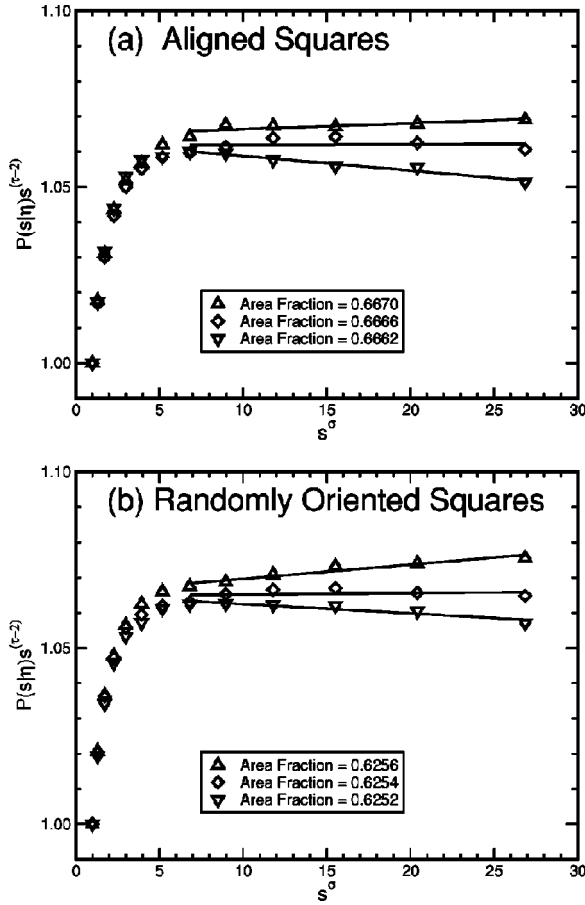 1.10
(a) Aligned Squares
P(s|η)s^(τ−2)
1.05
Area Fraction = 0.6670
Area Fraction = 0.6666
Area Fraction = 0.6662
1.00
0 5 10 15 20 25 30
s^σ
1.10
(b) Randomly Oriented Squares
P(s|η)s^(τ−2)
1.05
Area Fraction = 0.6256
Area Fraction = 0.6254
Area Fraction = 0.6252
1.00
0 5 10 15 20 25 30
s^σ